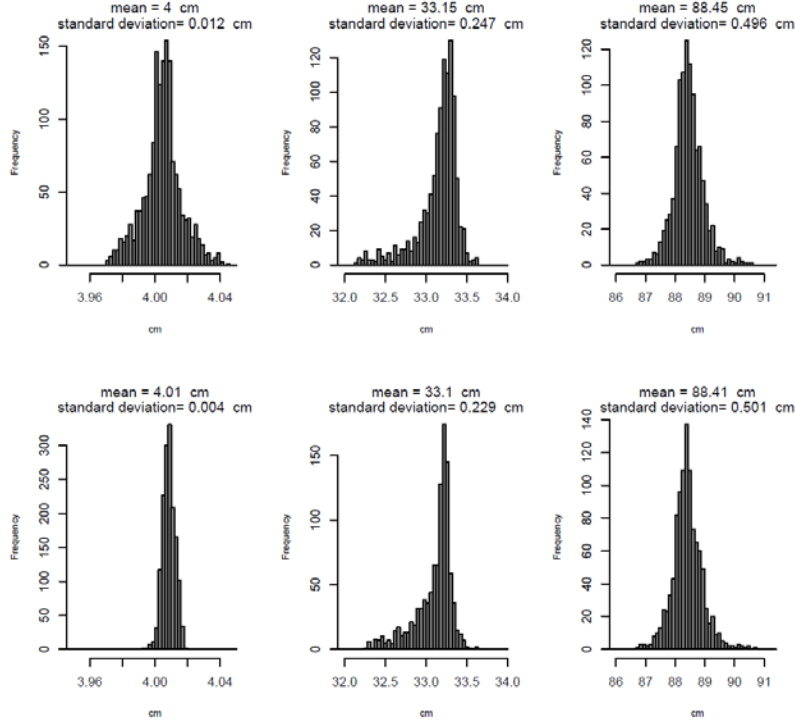 mean = 4 cm
standard deviation= 0.012 cm
Frequency
0 50 100 150
3.96 4.00 4.04
cm
mean = 33.15 cm
standard deviation= 0.247 cm
Frequency
0 20 40 60 80 100 120
32.0 32.5 33.0 33.5 34.0
cm
mean = 88.45 cm
standard deviation= 0.496 cm
Frequency
0 20 40 60 80 100 120
86 87 88 89 90 91
cm
mean = 4.01 cm
standard deviation= 0.004 cm
Frequency
0 50 100 150 200 250 300
3.96 4.00 4.04
cm
mean = 33.1 cm
standard deviation= 0.229 cm
Frequency
0 50 100 150
32.0 32.5 33.0 33.5 34.0
cm
mean = 88.41 cm
standard deviation= 0.501 cm
Frequency
0 20 40 60 80 100 120 140
86 87 88 89 90 91
cm